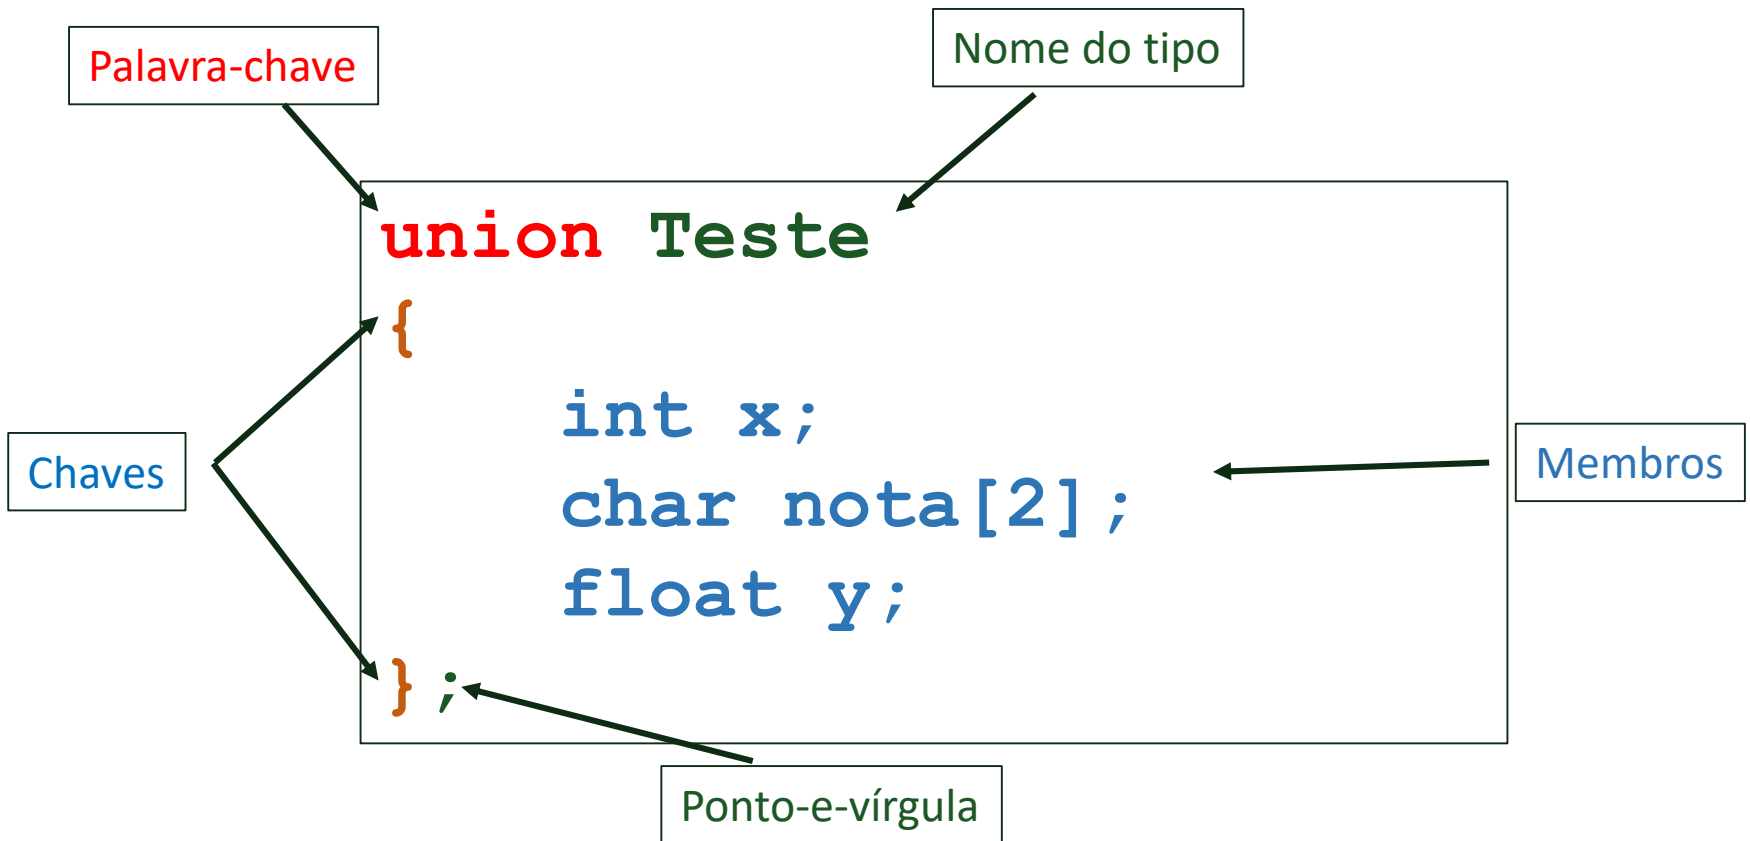 Palavra-chave
Nome do tipo
union Teste
{
int x;
Chaves
Membros
char nota[2];
float y;
};
Ponto-e-vírgula